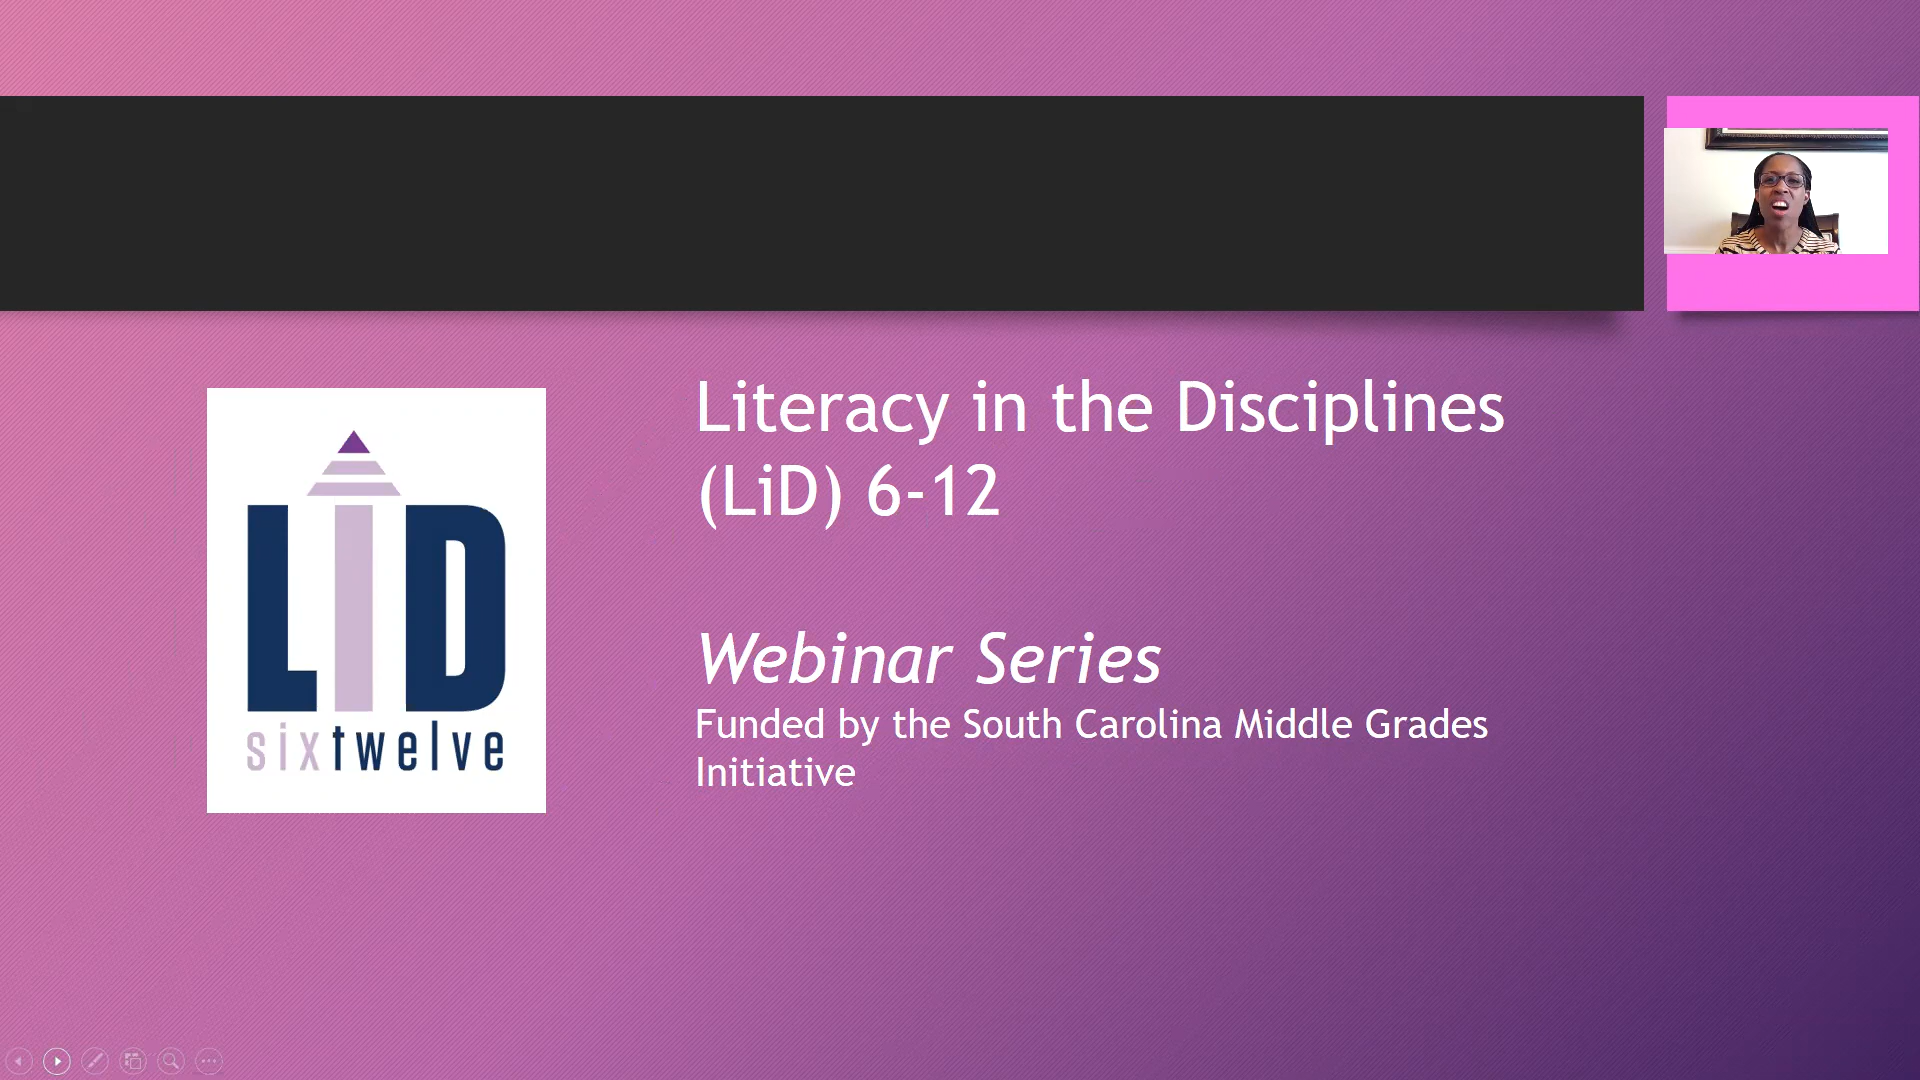 LiD
sixtwelve
Literacy in the Disciplines
(LiD) 6-12
Webinar Series
Funded by the South Carolina Middle Grades
Initiative